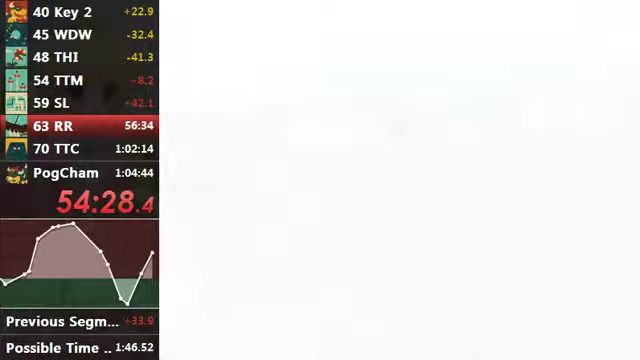 40 Key 2 +22.9
45 WDW -32.4
48 THI -41.3
54 TTM -8.2
59 SL +42.1
63 RR 56:34
70 TTC 1:02:14
PogCham 1:04:44
54:28.4
Previous Segm... +33.9
Possible Time .. 1:46.52